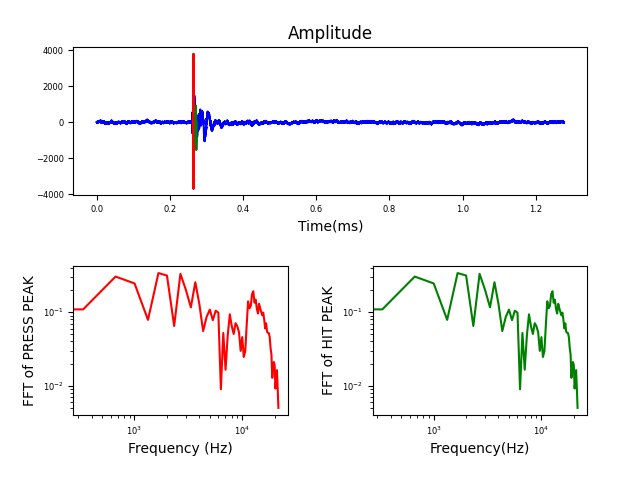 Amplitude
4000
2000
0
−2000
−4000
0.0 0.2 0.4 0.6 0.8 1.0 1.2
Time(ms)
FFT of PRESS PEAK
10⁻¹
10⁻²
10³ 10⁴
Frequency (Hz)
FFT of HIT PEAK
10⁻¹
10⁻²
10³ 10⁴
Frequency(Hz)